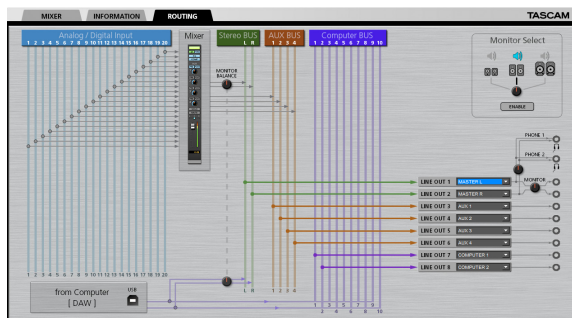 MIXER INFORMATION ROUTING TASCAM
Analog / Digital Input Mixer Stereo BUS AUX BUS Computer BUS
1 2 3 4 5 6 7 8 9 10 11 12 13 14 15 16 17 18 19 20 L R 1 2 3 4 1 2 3 4 5 6 7 8 9 10
Monitor Select
MONITOR
BALANCE
ENABLE
PHONE 1
PHONE 2
LINE OUT 1 MASTER L MONITOR
LINE OUT 2 MASTER R
LINE OUT 3 AUX 1
LINE OUT 4 AUX 2
LINE OUT 5 AUX 3
LINE OUT 6 AUX 4
LINE OUT 7 COMPUTER 1
LINE OUT 8 COMPUTER 2
1 2 3 4 5 6 7 8 9 10 11 12 13 14 15 16 17 18 19 20
from Computer
[ DAW ]
USB
L R 1 2 3 4
1 3 4 5 6 7 8 9
2 10